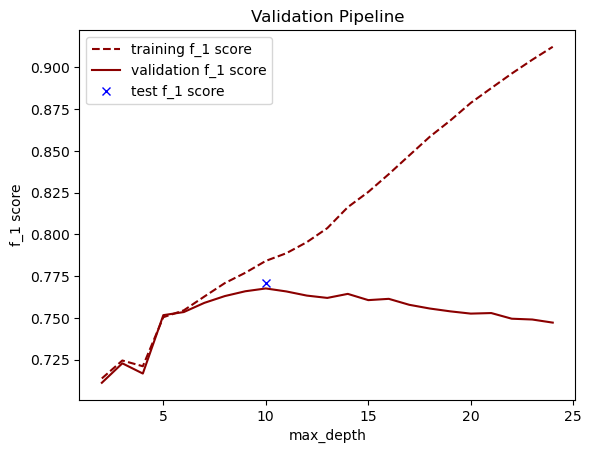 Validation Pipeline
training f_1 score
validation f_1 score
test f_1 score
f_1 score
0.900
0.875
0.850
0.825
0.800
0.775
0.750
0.725
5
10
15
20
25
max_depth